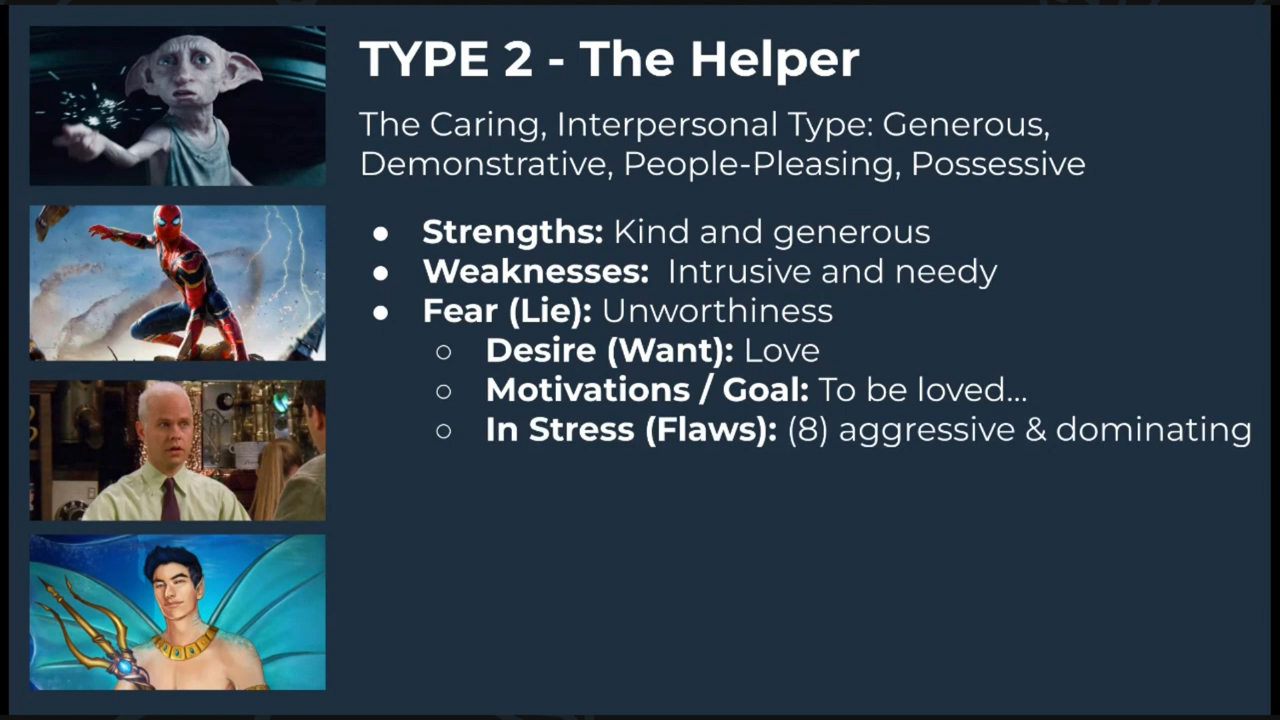 TYPE 2 - The Helper
The Caring, Interpersonal Type: Generous,
Demonstrative, People-Pleasing, Possessive
● Strengths: Kind and generous
● Weaknesses: Intrusive and needy
● Fear (Lie): Unworthiness
○ Desire (Want): Love
○ Motivations / Goal: To be loved...
○ In Stress (Flaws): (8) aggressive & dominating